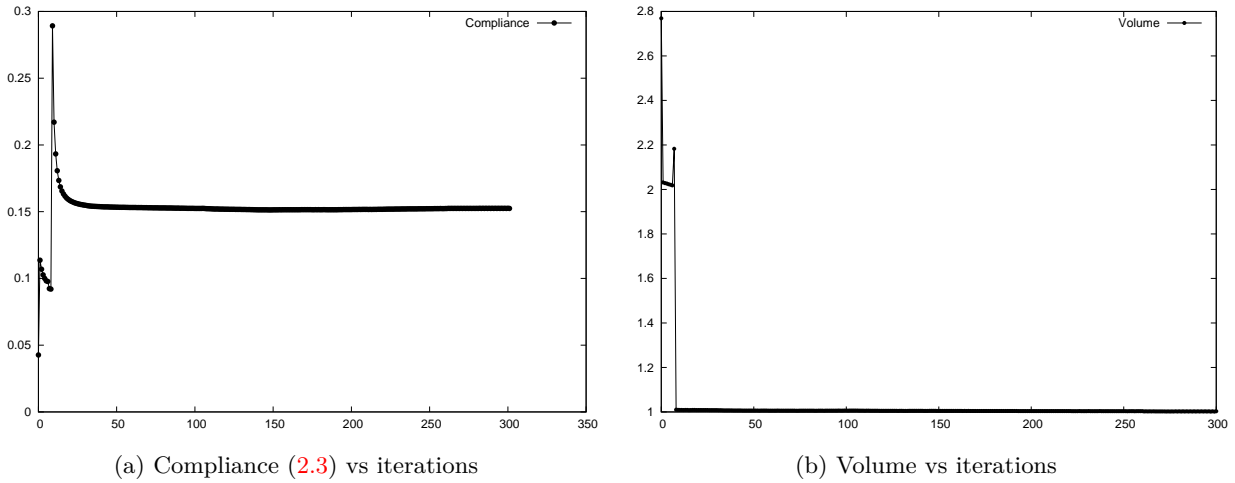 0.3
0.25
0.2
0.15
0.1
0.05
0
0 50 100 150 200 250 300 350
Compliance
2.8
2.6
2.4
2.2
2
1.8
1.6
1.4
1.2
1
0 50 100 150 200 250 300
Volume
(a) Compliance (2.3) vs iterations
(b) Volume vs iterations